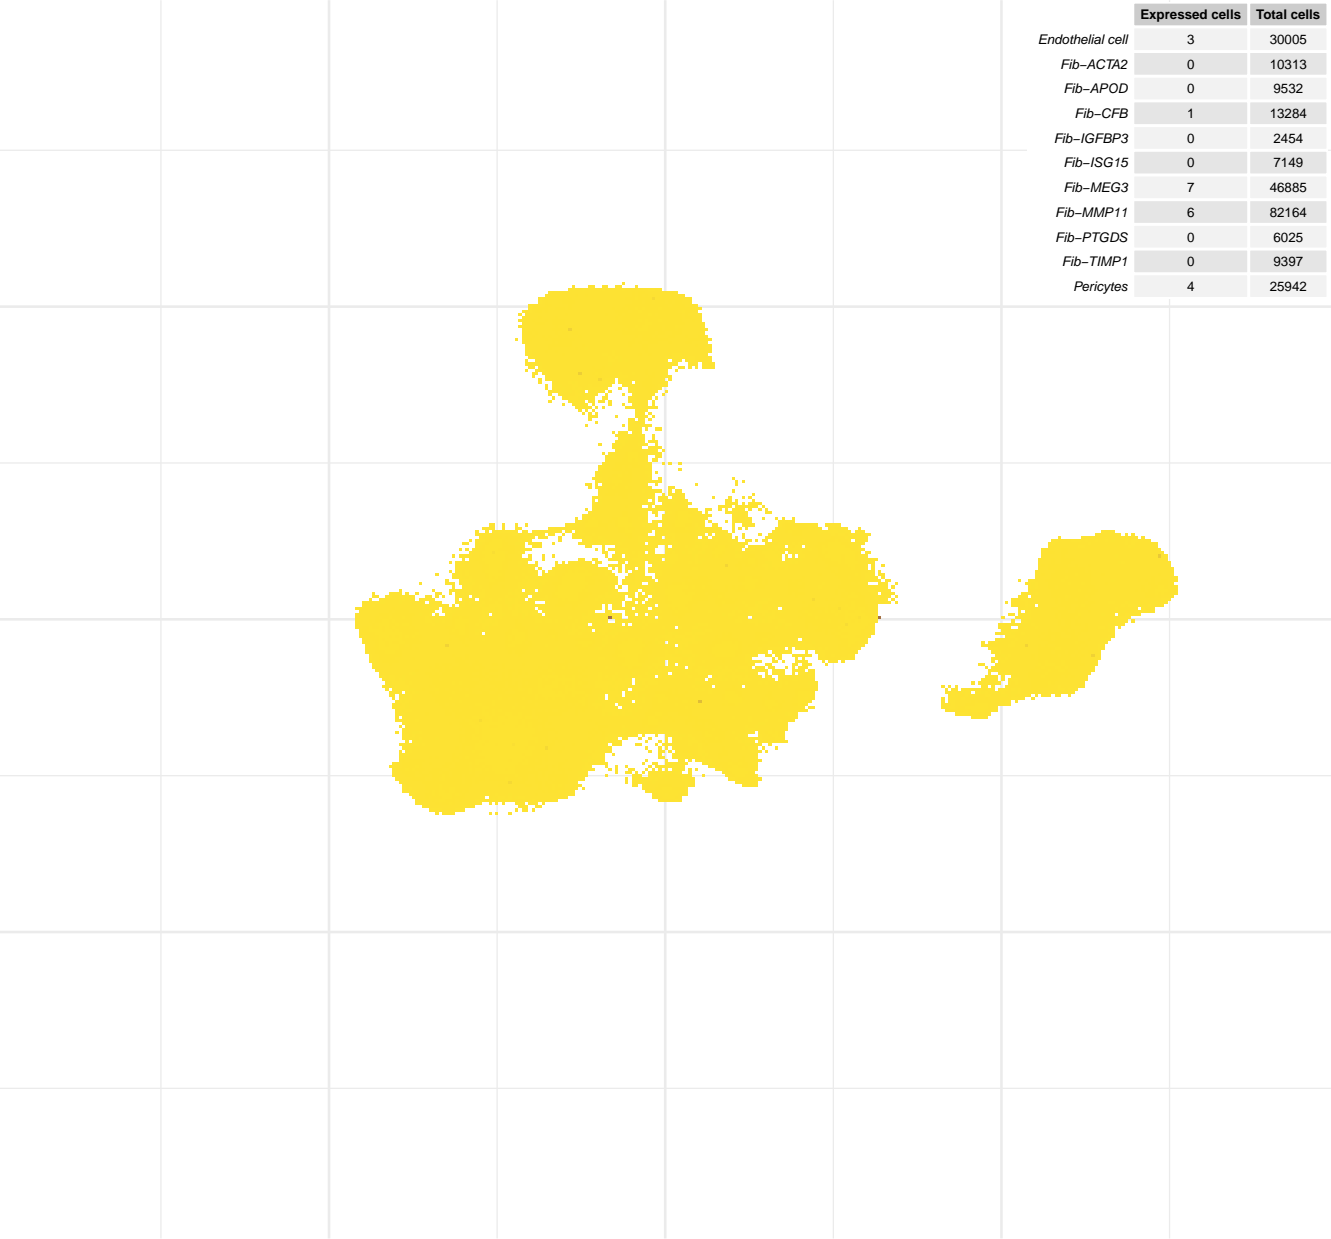 Expressed cells Total cells
Endothelial cell 3 30005
Fib−ACTA2 0 10313
Fib−APOD 0 9532
Fib−CFB 1 13284
Fib−IGFBP3 0 2454
Fib−ISG15 0 7149
Fib−MEG3 7 46885
Fib−MMP11 6 82164
Fib−PTGDS 0 6025
Fib−TIMP1 0 9397
Pericytes 4 25942